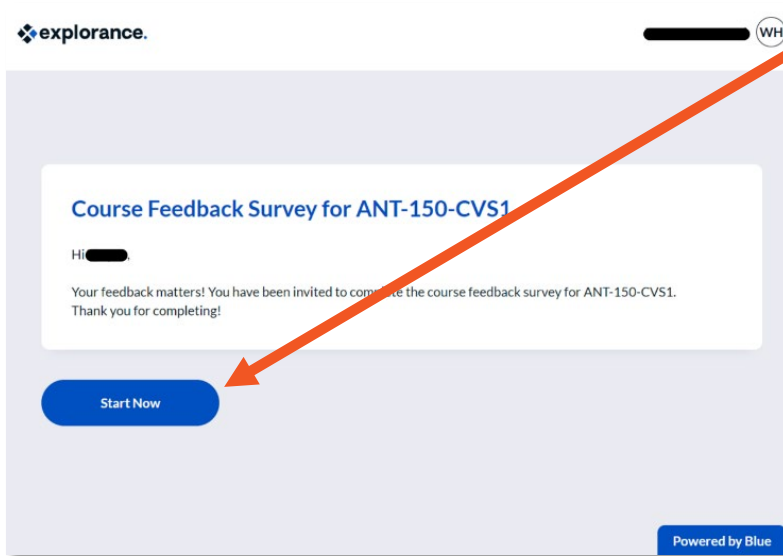 explorance.
WH
Course Feedback Survey for ANT-150-CVS1
Hi ,
Your feedback matters! You have been invited to complete the course feedback survey for ANT-150-CVS1.
Thank you for completing!
Start Now
Powered by Blue